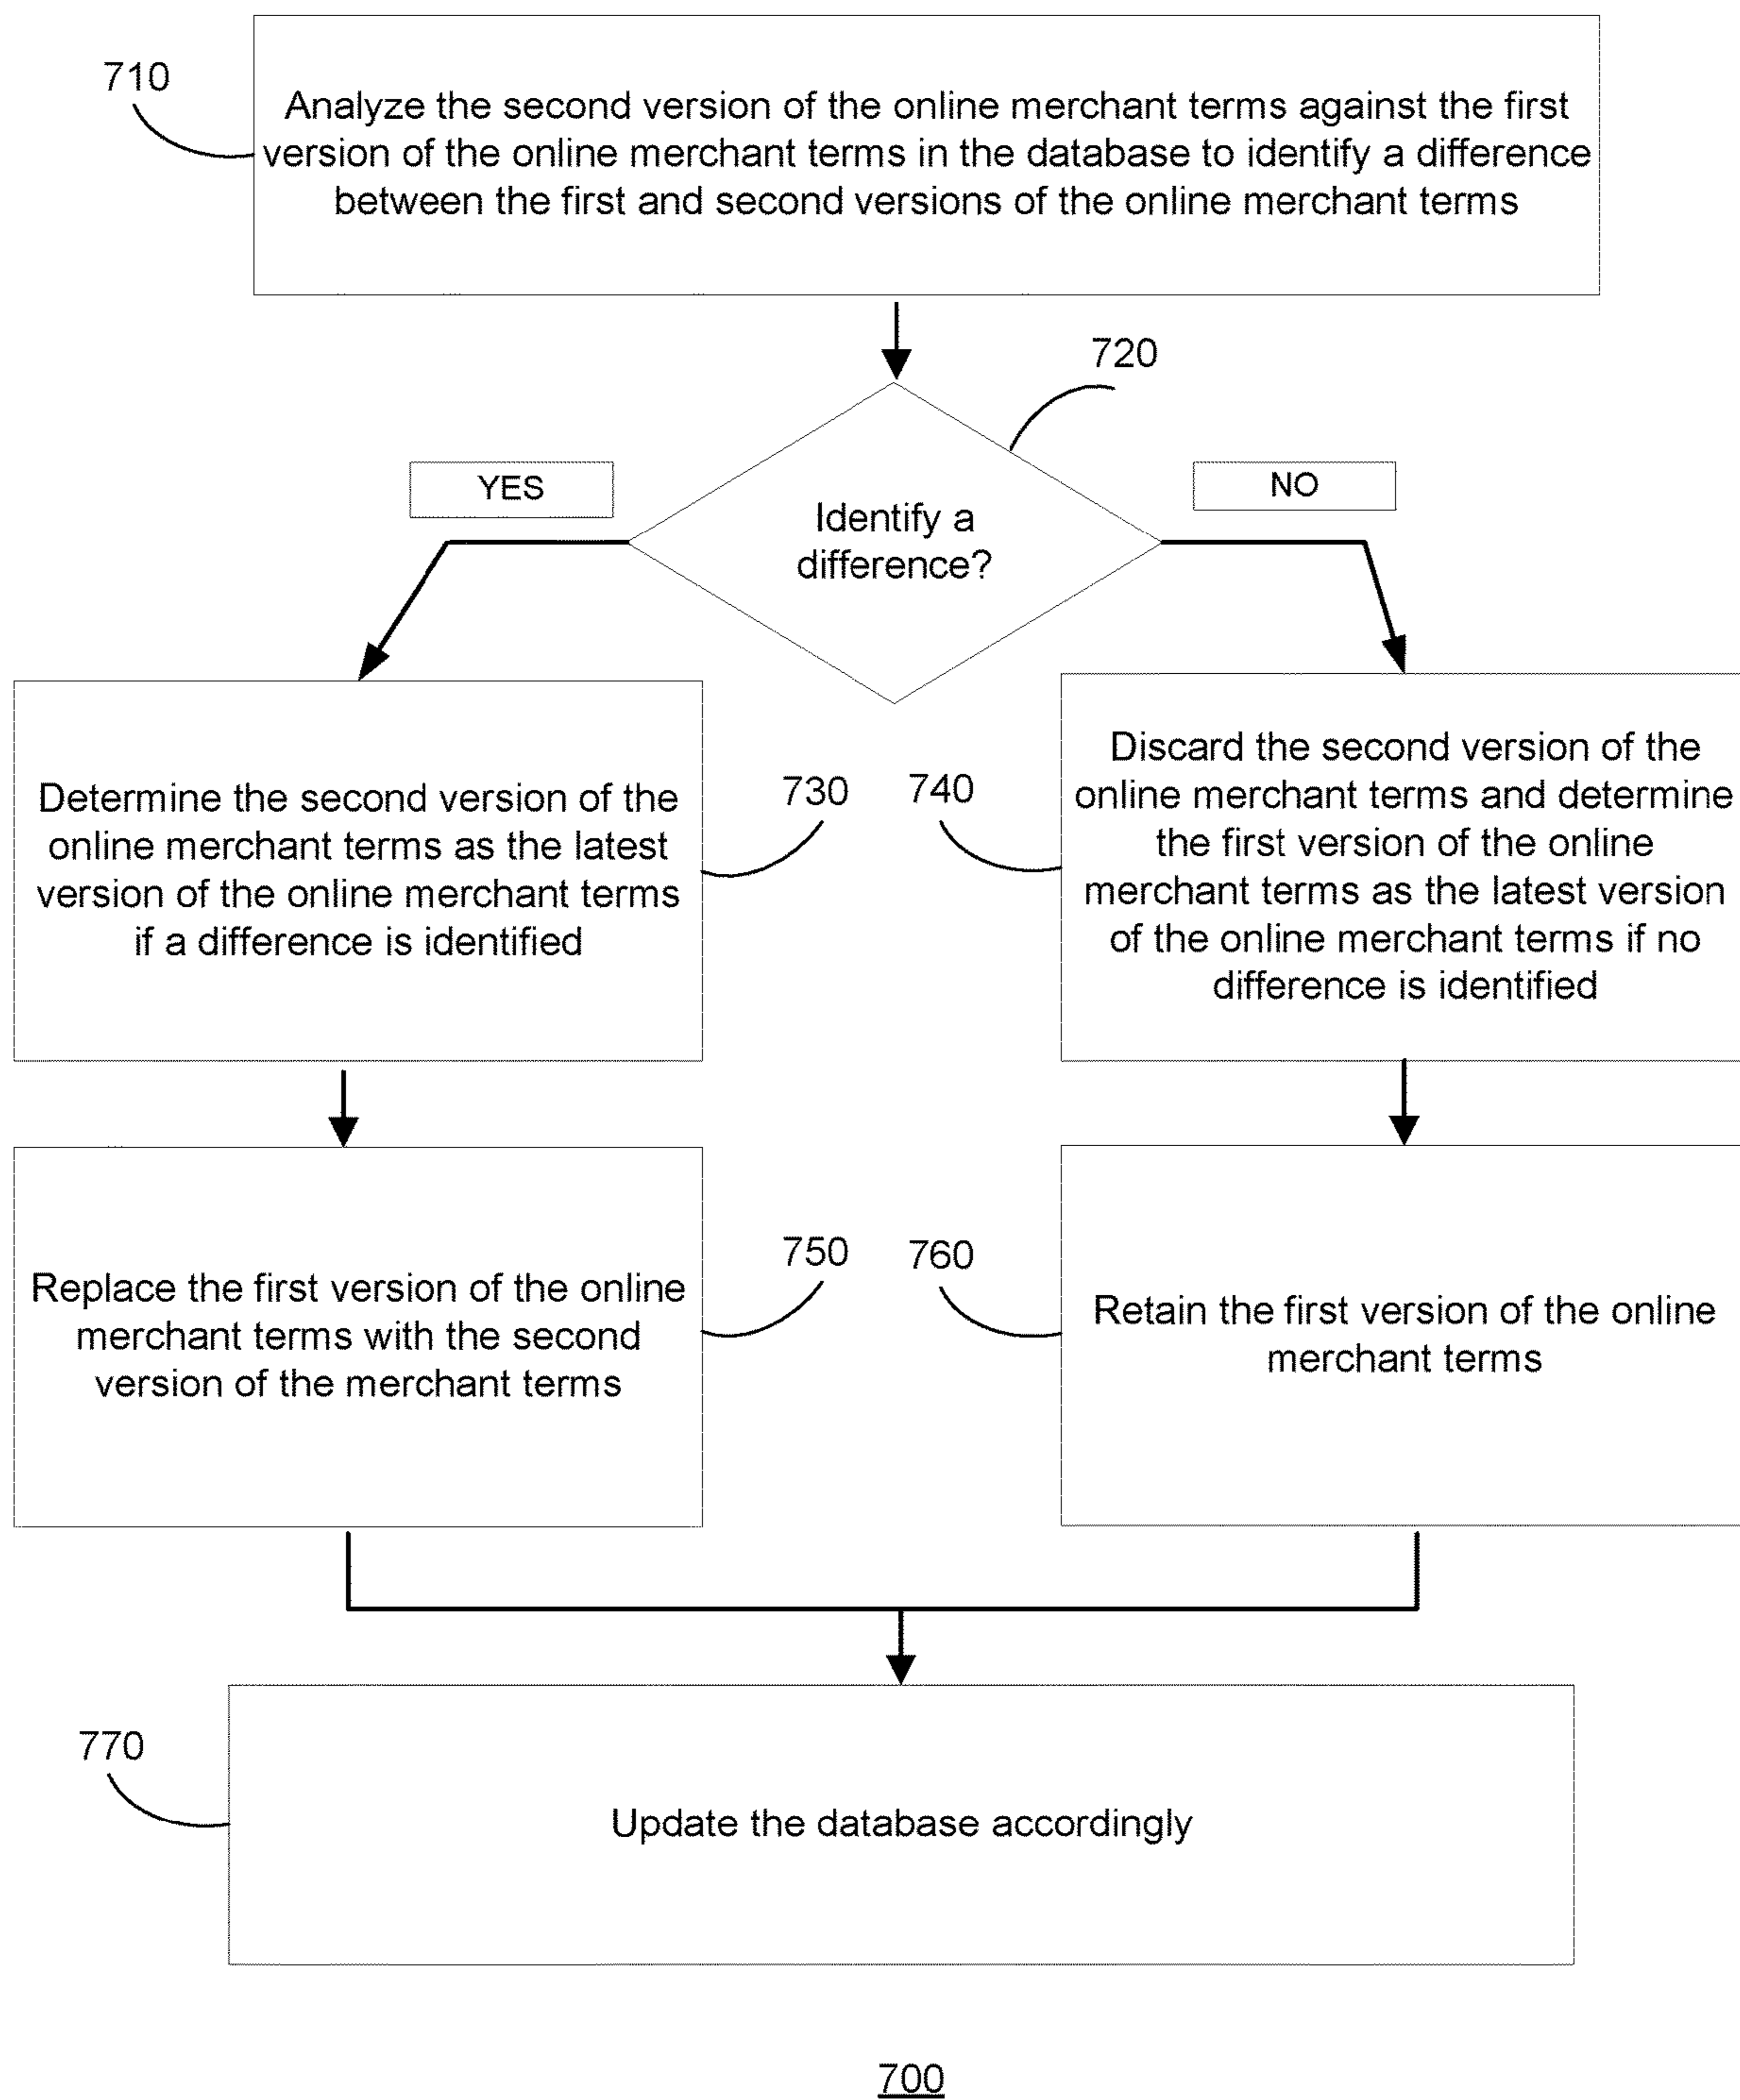 710
Analyze the second version of the online merchant terms against the first
version of the online merchant terms in the database to identify a difference
between the first and second versions of the online merchant terms
720
YES
NO
Identify a
difference?
730
Determine the second version of the
online merchant terms as the latest
version of the online merchant terms
if a difference is identified
740
Discard the second version of the
online merchant terms and determine
the first version of the online
merchant terms as the latest version
of the online merchant terms if no
difference is identified
750
Replace the first version of the online
merchant terms with the second
version of the merchant terms
760
Retain the first version of the online
merchant terms
770
Update the database accordingly
700